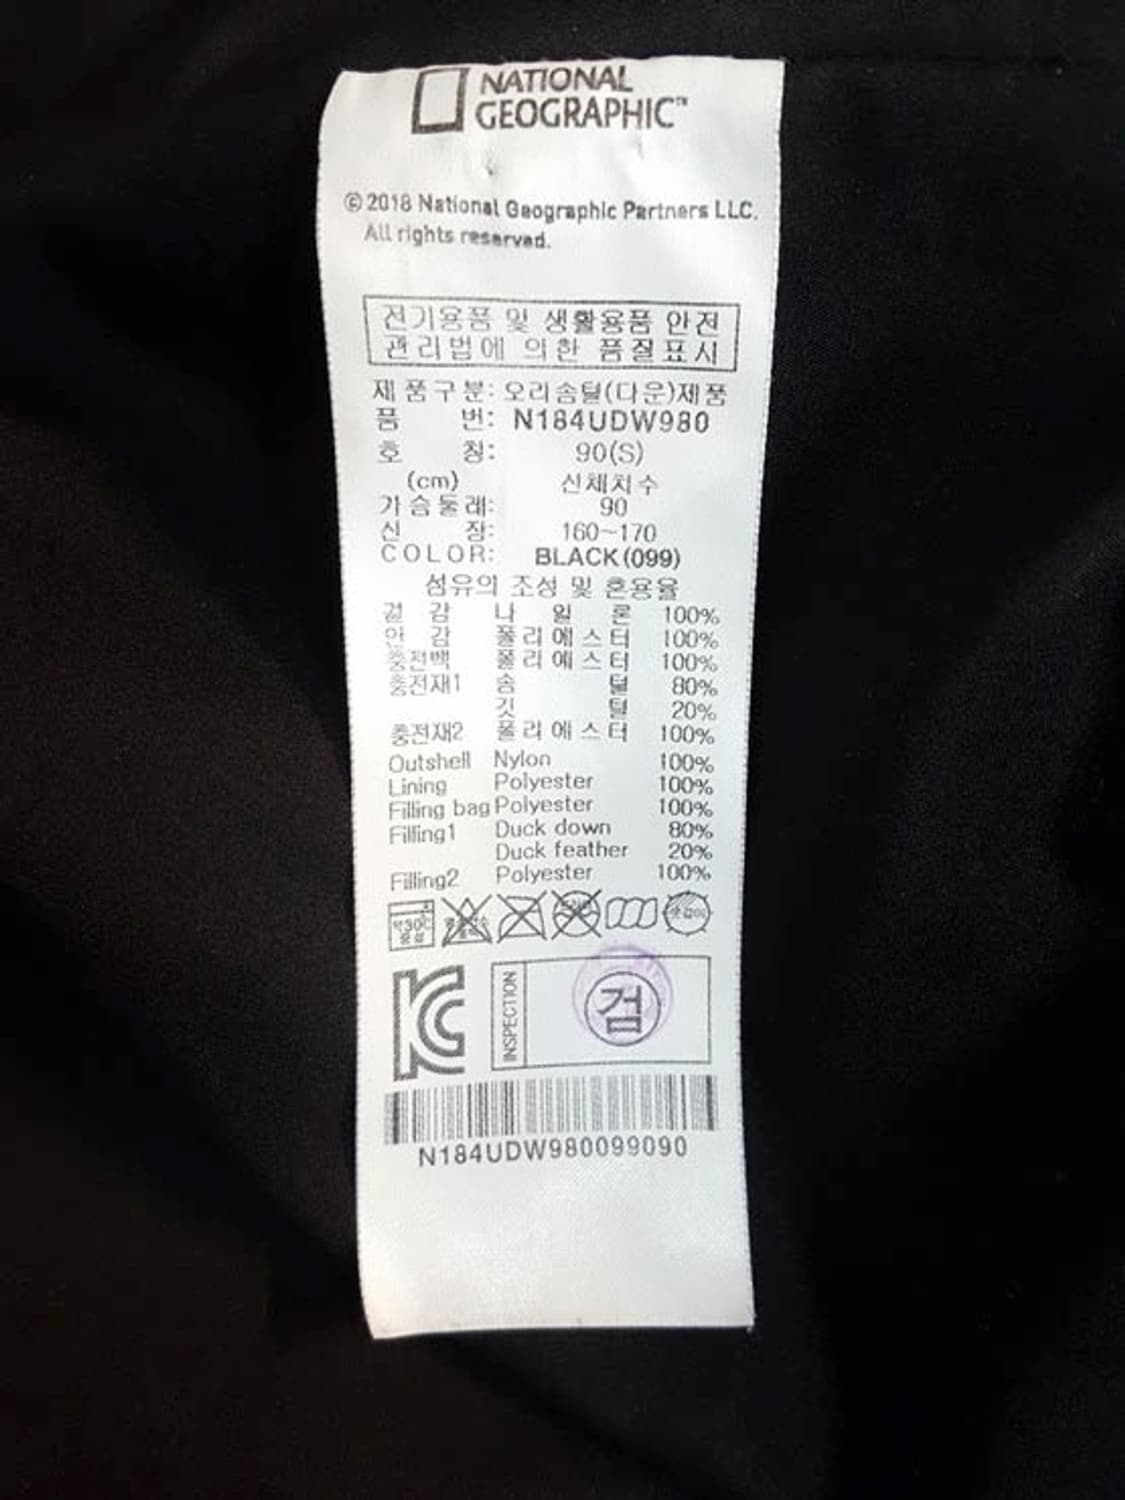 NATIONAL
GEOGRAPHIC™
© 2018 National Geographic Partners LLC.
All rights reserved.
전기용품 및 생활용품 안전
관리법에 의한 품질표시
제품구분: 오리솜털(다운)제품
품 번: N184UDW980
호 칭: 90(S)
(cm) 신체치수
가슴둘레: 90
신 장: 160~170
COLOR: BLACK(099)
섬유의 조성 및 혼용율
겉 감 나 일 론 100%
안 감 폴리에스터 100%
충전백 폴리에스터 100%
충전재1 솜 털 80%
깃 털 20%
충전재2 폴리에스터 100%
Outshell Nylon 100%
Lining Polyester 100%
Filling bag Polyester 100%
Filling1 Duck down 80%
Duck feather 20%
Filling2 Polyester 100%
약30℃
중성
INSPECTION
검
N184UDW980099090